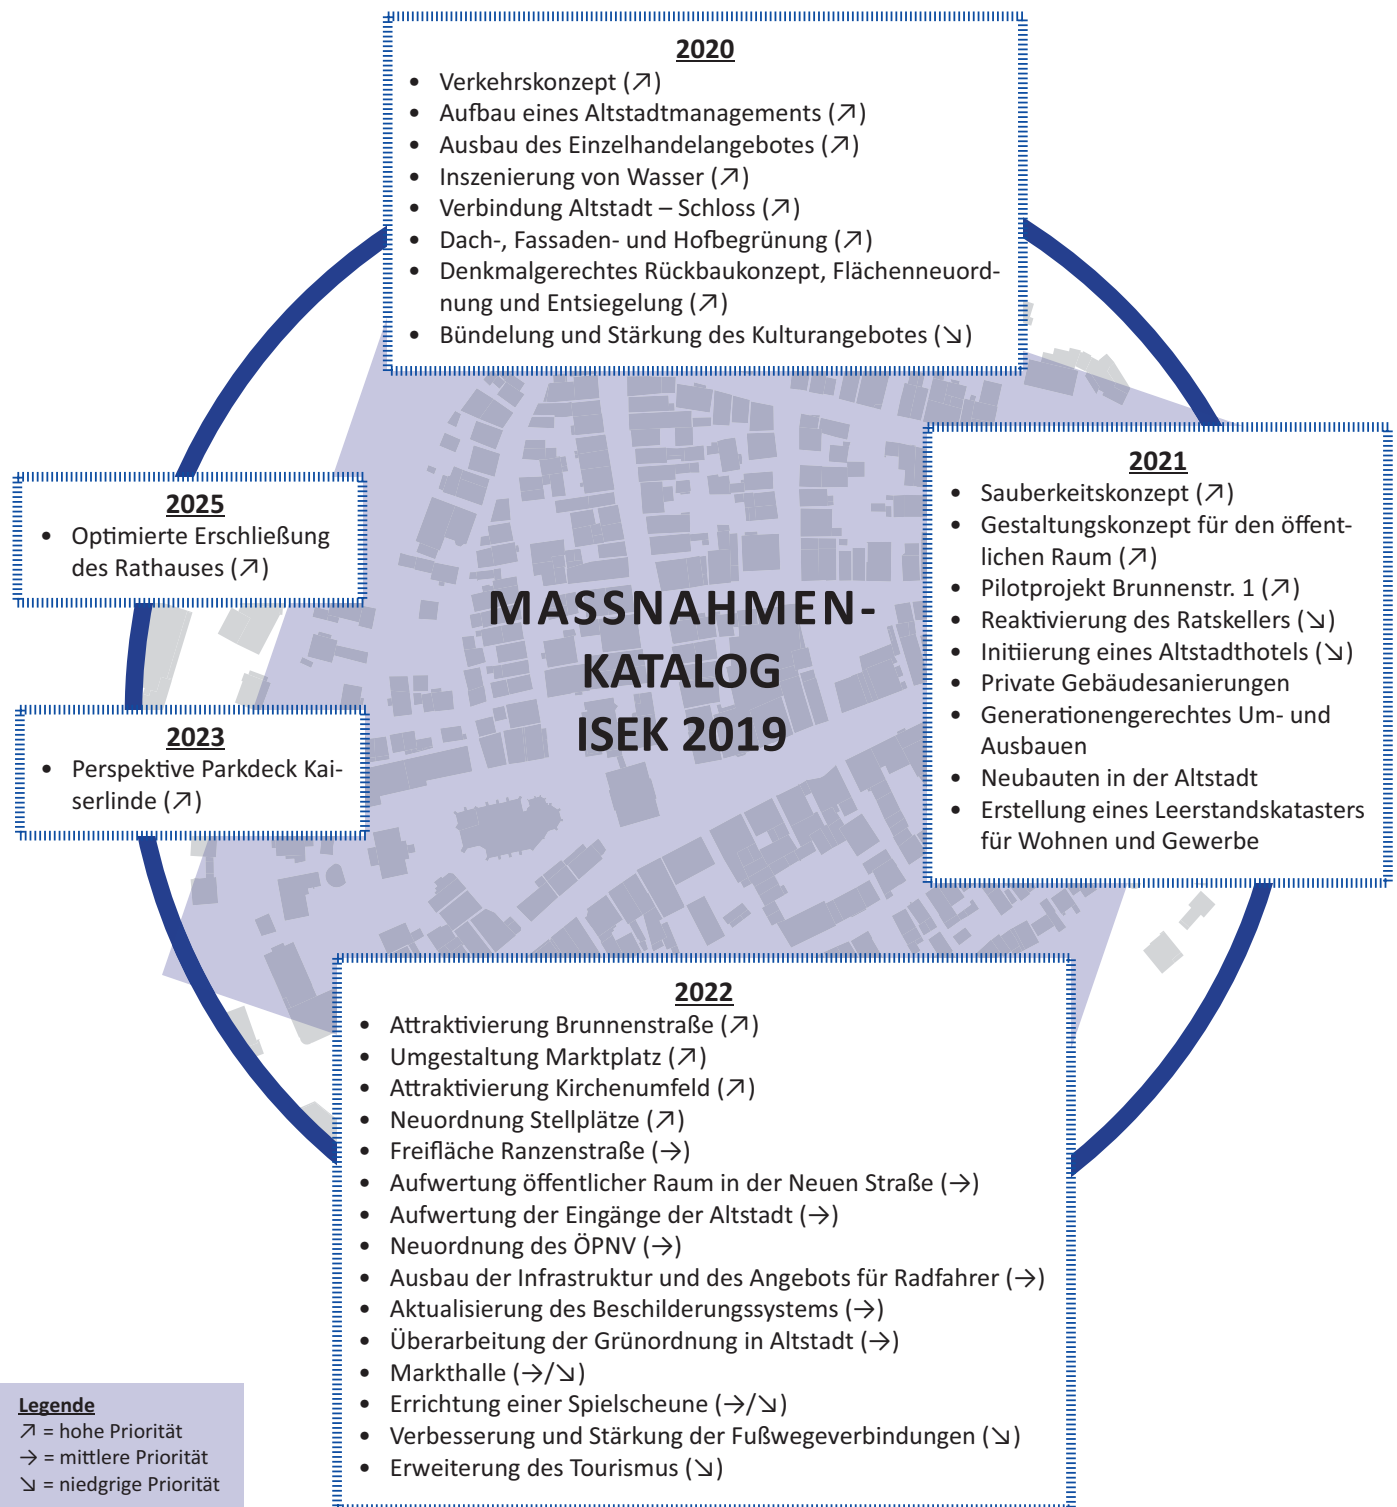 2020
• Verkehrskonzept (↗)
• Aufbau eines Altstadtmanagements (↗)
• Ausbau des Einzelhandelangebotes (↗)
• Inszenierung von Wasser (↗)
• Verbindung Altstadt – Schloss (↗)
• Dach-, Fassaden- und Hofbegrünung (↗)
• Denkmalgerechtes Rückbaukonzept, Flächenneuord-
nung und Entsiegelung (↗)
• Bündelung und Stärkung des Kulturangebotes (↘)
2021
• Sauberkeitskonzept (↗)
• Gestaltungskonzept für den öffent-
lichen Raum (↗)
• Pilotprojekt Brunnenstr. 1 (↗)
• Reaktivierung des Ratskellers (↘)
• Initiierung eines Altstadthotels (↘)
• Private Gebäudesanierungen
• Generationengerechtes Um- und
Ausbauen
• Neubauten in der Altstadt
• Erstellung eines Leerstandskatasters
für Wohnen und Gewerbe
2025
• Optimierte Erschließung
des Rathauses (↗)
MASSNAHMEN-
KATALOG
ISEK 2019
2023
• Perspektive Parkdeck Kai-
serlinde (↗)
2022
• Attraktivierung Brunnenstraße (↗)
• Umgestaltung Marktplatz (↗)
• Attraktivierung Kirchenumfeld (↗)
• Neuordnung Stellplätze (↗)
• Freifläche Ranzenstraße (→)
• Aufwertung öffentlicher Raum in der Neuen Straße (→)
• Aufwertung der Eingänge der Altstadt (→)
• Neuordnung des ÖPNV (→)
• Ausbau der Infrastruktur und des Angebots für Radfahrer (→)
• Aktualisierung des Beschilderungssystems (→)
• Überarbeitung der Grünordnung in Altstadt (→)
• Markthalle (→/↘)
• Errichtung einer Spielscheune (→/↘)
• Verbesserung und Stärkung der Fußwegeverbindungen (↘)
• Erweiterung des Tourismus (↘)
Legende
↗ = hohe Priorität
→ = mittlere Priorität
↘ = niedgrige Priorität